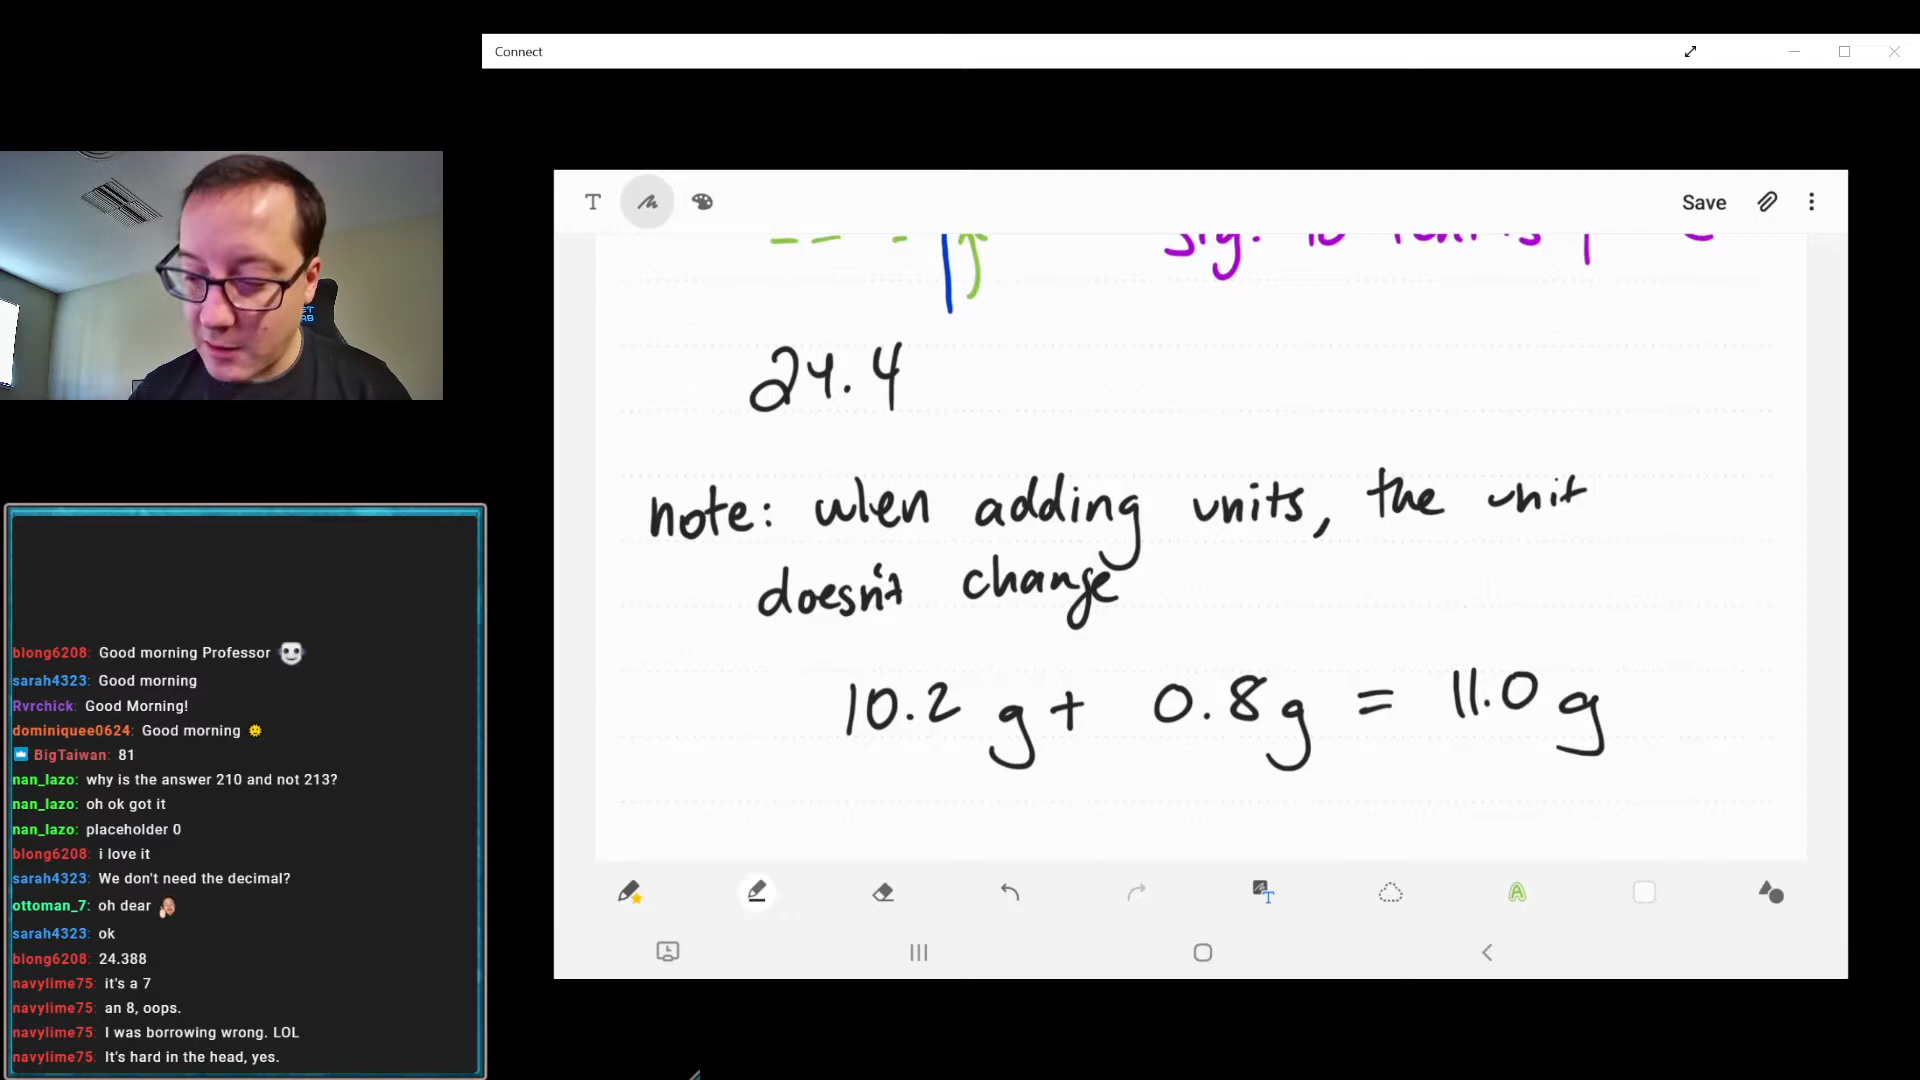 Connect
Save
sig. to tenths
24.4
note: when adding units, the unit
doesn't change
10.2 g + 0.8 g = 11.0 g
blong6208: Good morning Professor
sarah4323: Good morning
Rvrchick: Good Morning!
dominiquee0624: Good morning
BigTaiwan: 81
nan_lazo: why is the answer 210 and not 213?
nan_lazo: oh ok got it
nan_lazo: placeholder 0
blong6208: i love it
sarah4323: We don't need the decimal?
ottoman_7: oh dear
sarah4323: ok
blong6208: 24.388
navylime75: it's a 7
navylime75: an 8, oops.
navylime75: I was borrowing wrong. LOL
navylime75: It's hard in the head, yes.